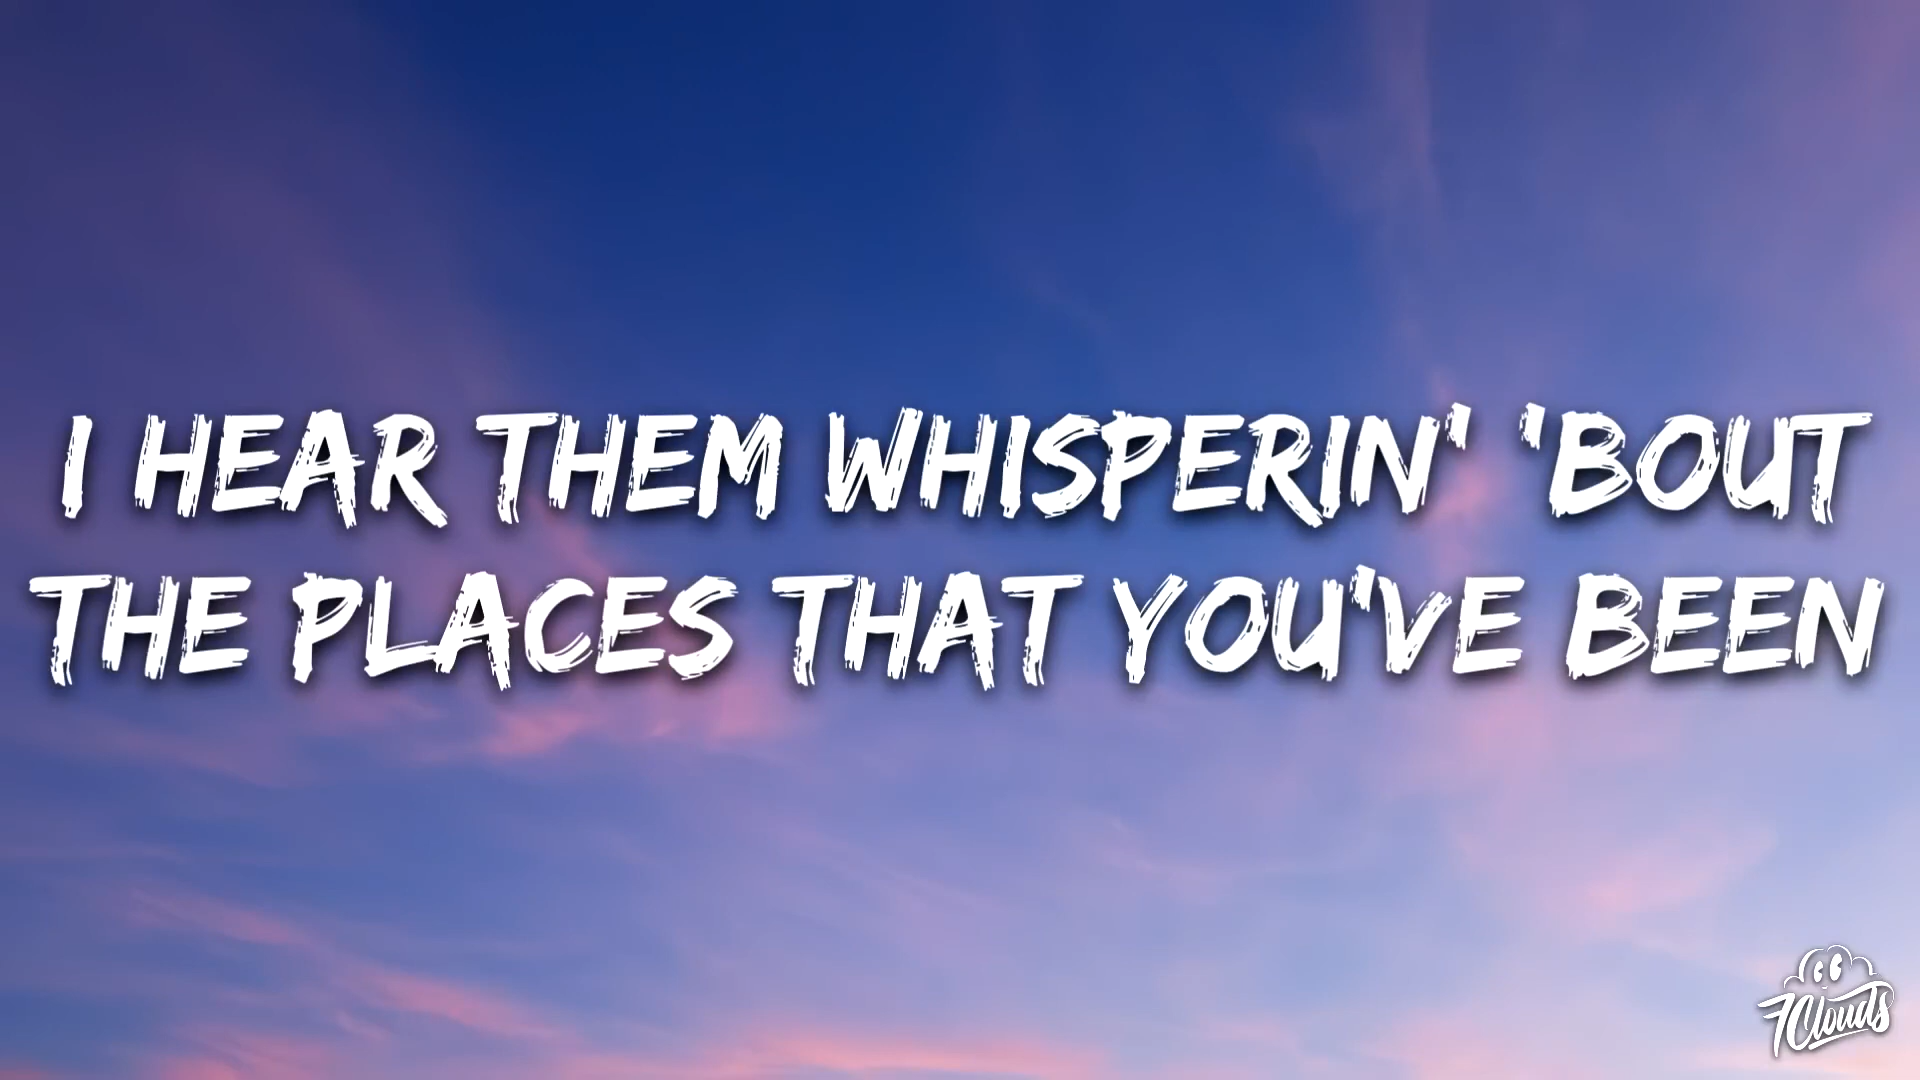 I HEAR THEM WHISPERIN' 'BOUT
THE PLACES THAT YOU'VE BEEN
7Clouds